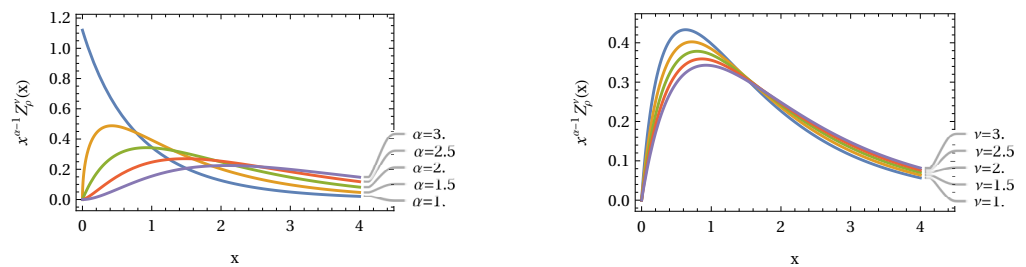 1.2
1.0
0.8
0.6
0.4
0.2
0.0
x^{α-1} Z_ρ^ν(x)
0 1 2 3 4
x
α=3.
α=2.5
α=2.
α=1.5
α=1.
0.4
0.3
0.2
0.1
0.0
x^{α-1} Z_ρ^ν(x)
0 1 2 3 4
x
ν=3.
ν=2.5
ν=2.
ν=1.5
ν=1.